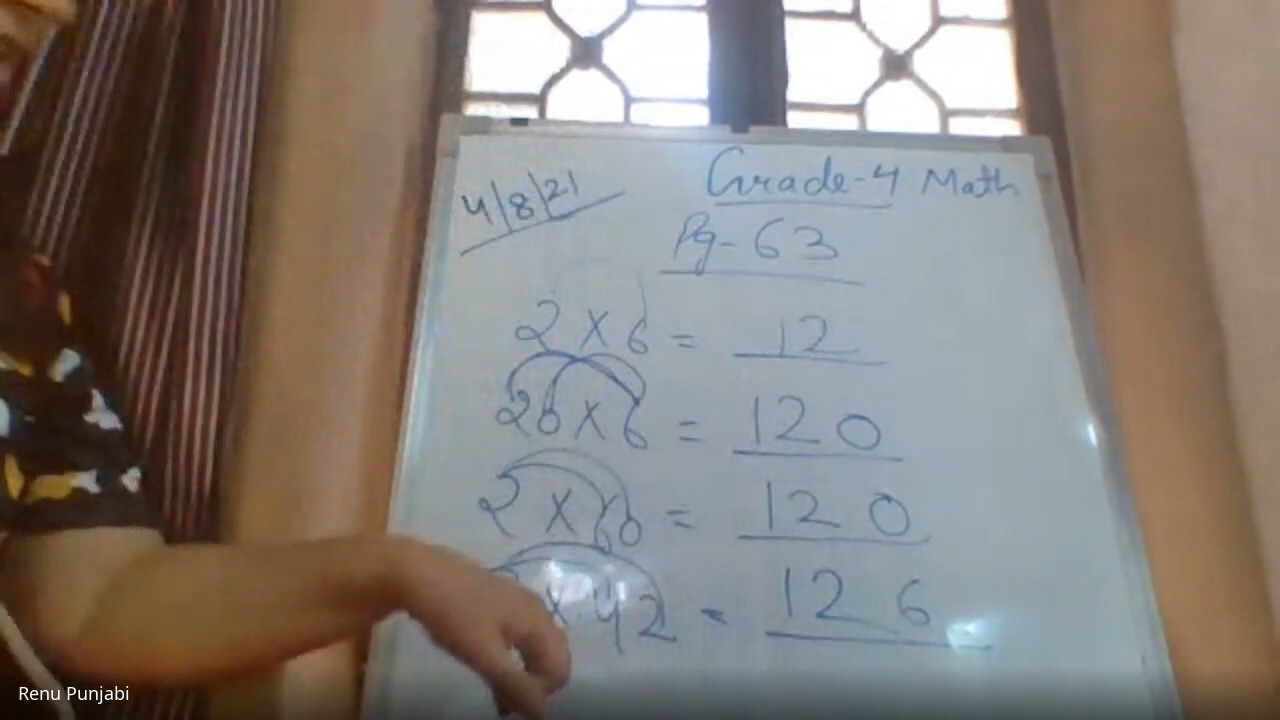 4/8/21
Grade-4 Math
Pg-63
2 x 6 = 12
20 x 6 = 120
2 x 60 = 120
x 42 = 126
Renu Punjabi